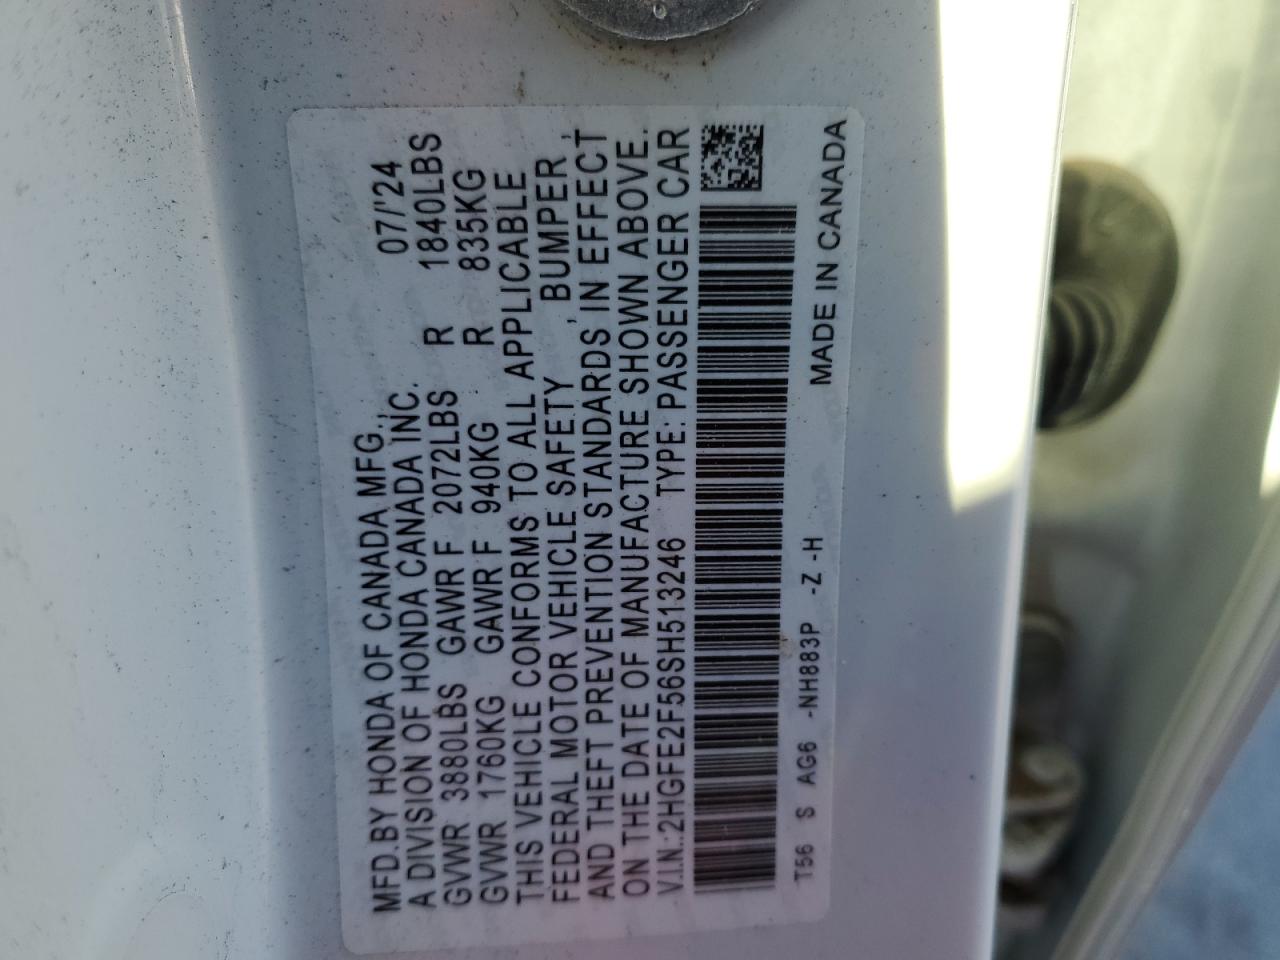 MFD.BY HONDA OF CANADA MFG.,
A DIVISION OF HONDA CANADA INC. 07/'24
GVWR 3880LBS GAWR F 2072LBS R 1840LBS
GVWR 1760KG GAWR F 940KG R 835KG
THIS VEHICLE CONFORMS TO ALL APPLICABLE
FEDERAL MOTOR VEHICLE SAFETY , BUMPER ,
AND THEFT PREVENTION STANDARDS IN EFFECT
ON THE DATE OF MANUFACTURE SHOWN ABOVE.
V.I.N.:2HGFE2F56SH513246 TYPE: PASSENGER CAR
T56 S AG6 -NH883P -Z -H MADE IN CANADA